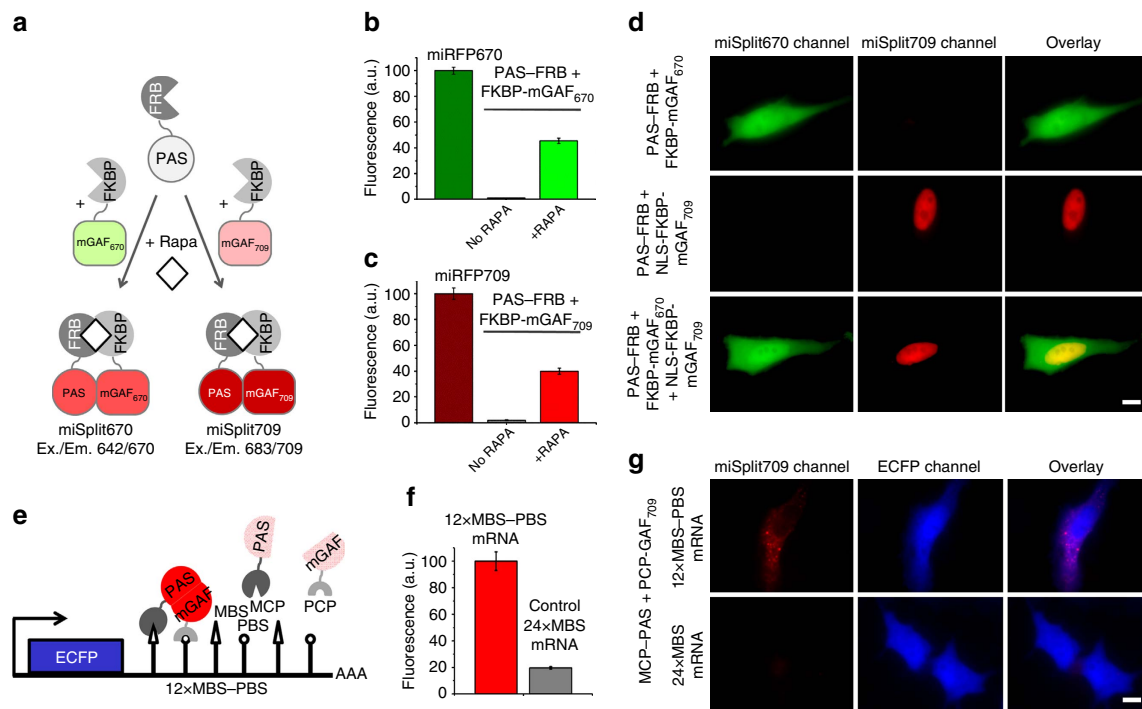 a
FRB
PAS
FKBP
FKBP
+
+
mGAF670
mGAF709
+ Rapa
FRB
FKBP
FRB
FKBP
PAS
mGAF670
PAS
mGAF709
miSplit670
Ex./Em. 642/670
miSplit709
Ex./Em. 683/709
b
miRFP670
PAS–FRB +
FKBP-mGAF670
Fluorescence (a.u.)
100
80
60
40
20
0
No RAPA
+RAPA
c
miRFP709
PAS–FRB +
FKBP-mGAF709
Fluorescence (a.u.)
100
80
60
40
20
0
No RAPA
+RAPA
d
miSplit670 channel
miSplit709 channel
Overlay
PAS–FRB +
FKBP-mGAF670
PAS–FRB +
NLS-FKBP-
mGAF709
PAS–FRB +
FKBP-mGAF670
+ NLS-FKBP-
mGAF709
e
PAS
mGAF
PAS
mGAF
MBS
MCP
PBS
PCP
ECFP
AAA
12×MBS–PBS
f
12×MBS–PBS
mRNA
Control
24×MBS
mRNA
Fluorescence (a.u.)
100
80
60
40
20
0
g
miSplit709 channel
ECFP channel
Overlay
MCP–PAS + PCP-GAF709
12×MBS–PBS
mRNA
24×MBS
mRNA